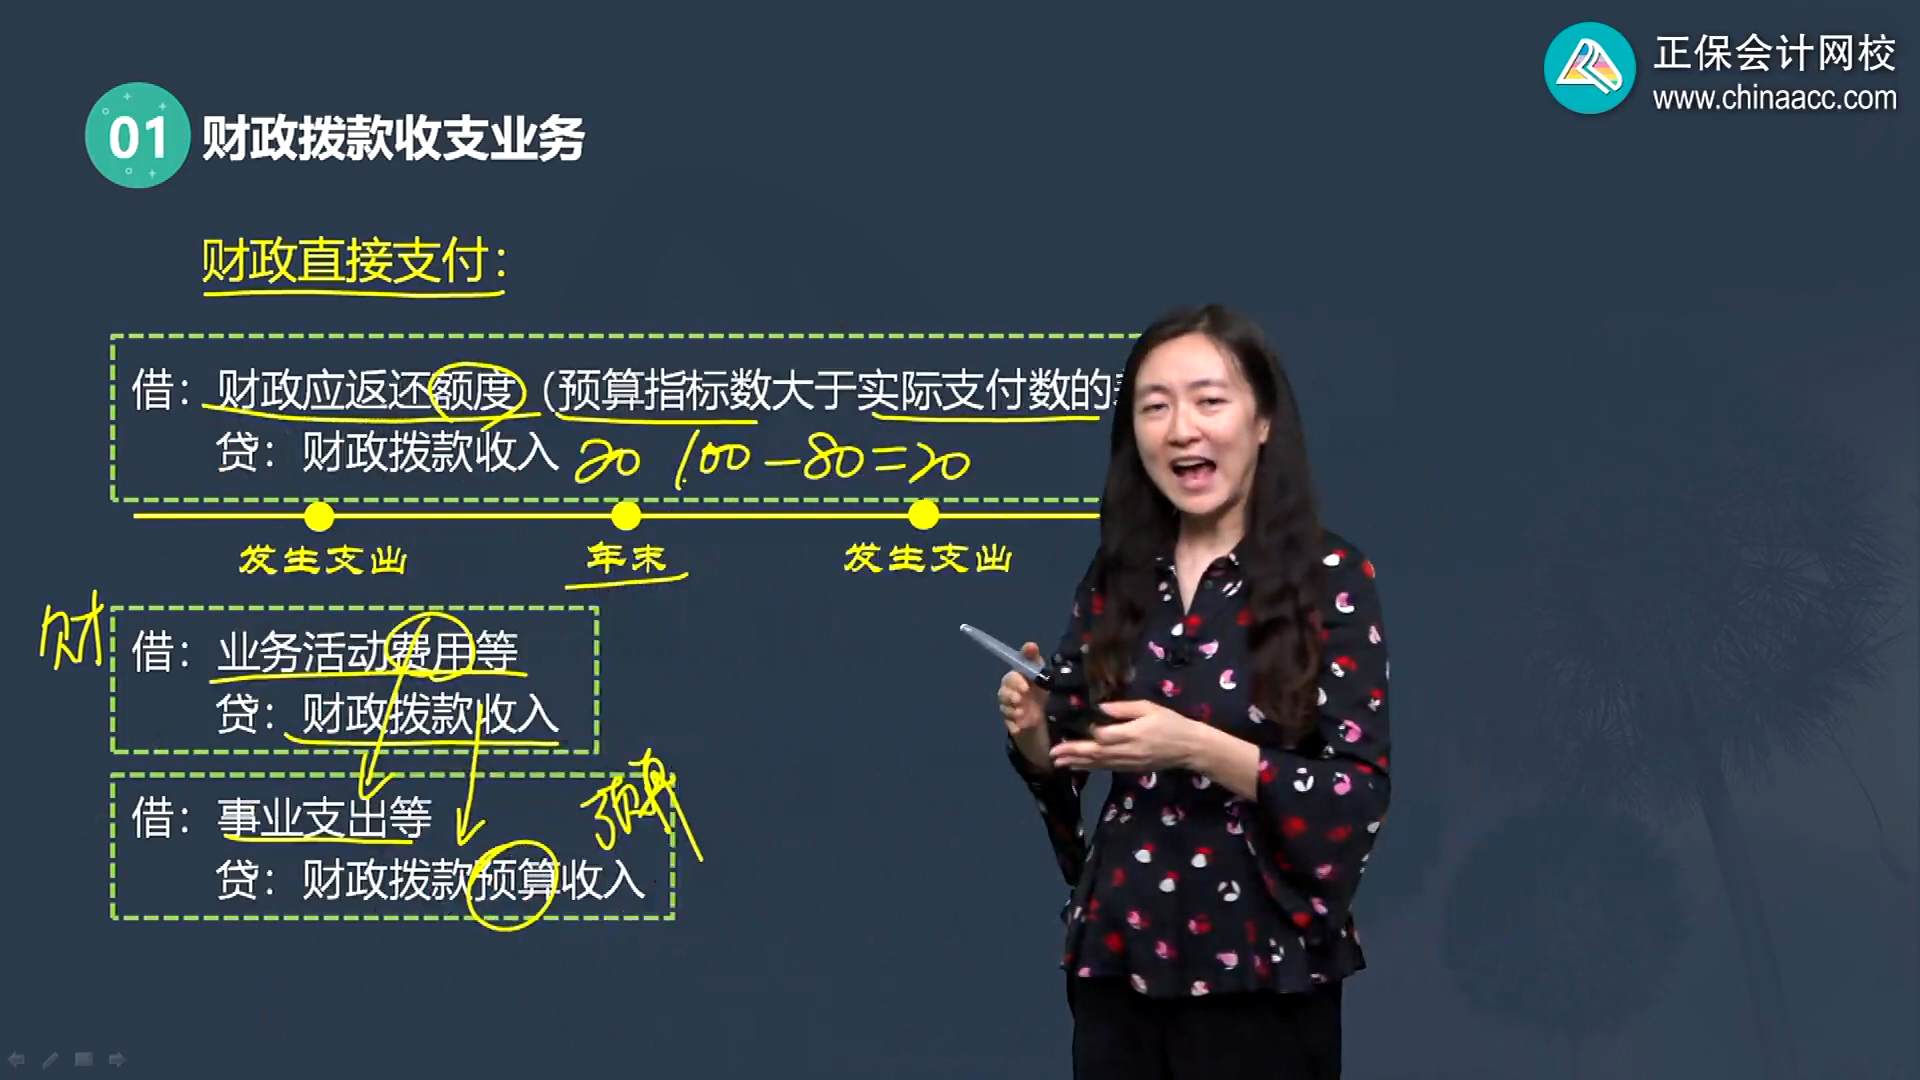 正保会计网校
www.chinaacc.com
01 财政拨款收支业务
财政直接支付：
借：财政应返还额度（预算指标数大于实际支付数的
贷：财政拨款收入 20 100-80=20
发生支出 年末 发生支出
财
借：业务活动费用等
贷：财政拨款收入
借：事业支出等
预算
贷：财政拨款预算收入